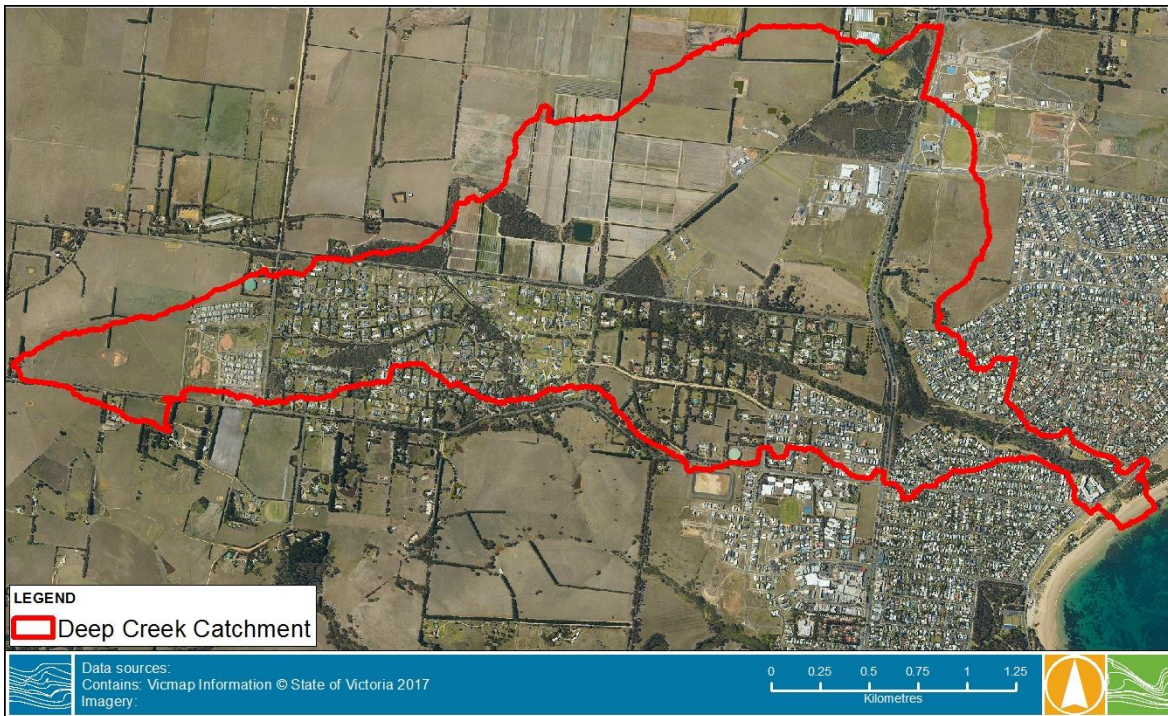 LEGEND
Deep Creek Catchment
Data sources:
Contains: Vicmap Information © State of Victoria 2017
Imagery:
0 0.25 0.5 0.75 1 1.25
Kilometres